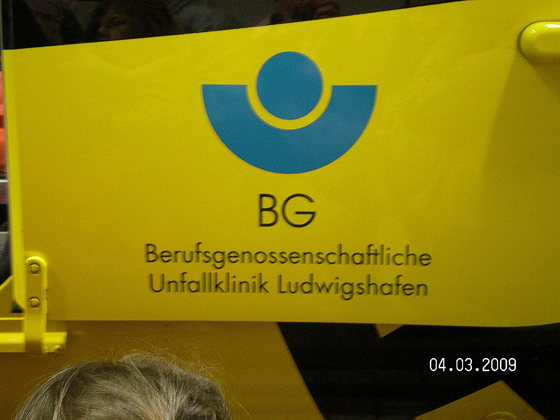 BG
Berufsgenossenschaftliche
Unfallklinik Ludwigshafen
04.03.2009